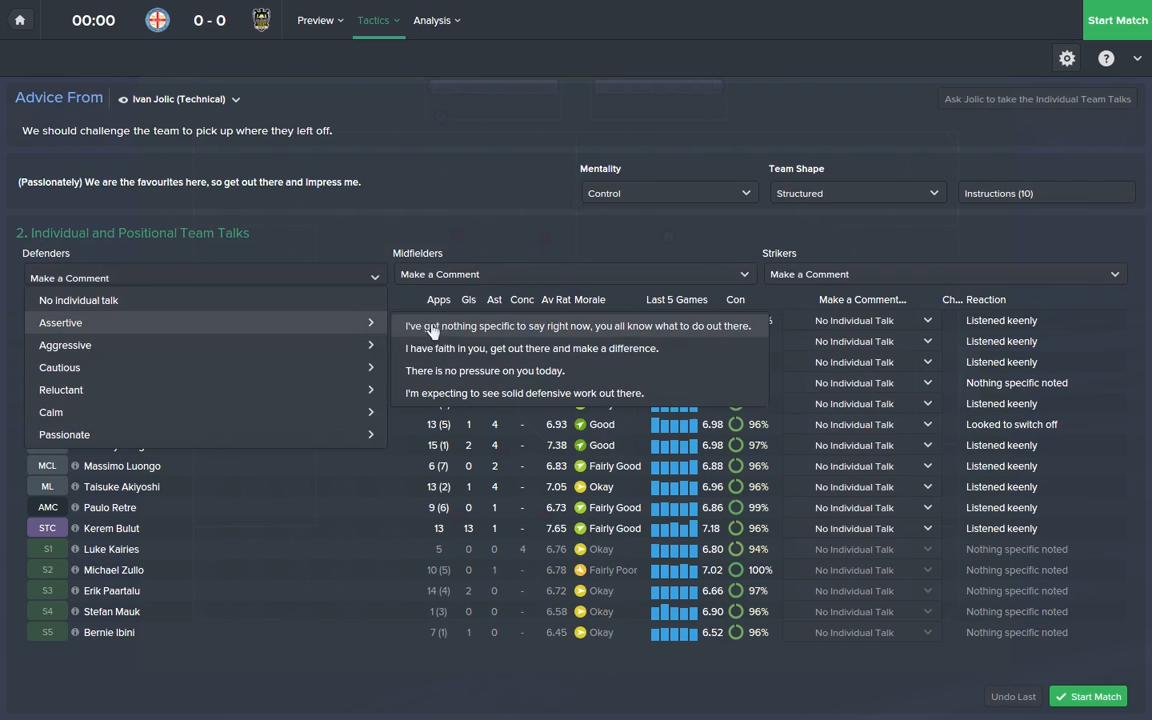 00:00 0 - 0 Preview Tactics Analysis Start Match
Advice From Ivan Jolic (Technical) Ask Jolic to take the Individual Team Talks
We should challenge the team to pick up where they left off.
Mentality Team Shape
(Passionately) We are the favourites here, so get out there and impress me. Control Structured Instructions (10)
2. Individual and Positional Team Talks
Defenders Midfielders Strikers
Make a Comment Make a Comment Make a Comment
No individual talk Apps Gls Ast Conc Av Rat Morale Last 5 Games Con Make a Comment... Ch... Reaction
Assertive I've got nothing specific to say right now, you all know what to do out there. No Individual Talk Listened keenly
Aggressive I have faith in you, get out there and make a difference. No Individual Talk Listened keenly
Cautious There is no pressure on you today. No Individual Talk Listened keenly
Reluctant I'm expecting to see solid defensive work out there. No Individual Talk Nothing specific noted
Calm No Individual Talk Listened keenly
Passionate 13 (5) 1 4 - 6.93 Good 6.98 96% No Individual Talk Looked to switch off
15 (1) 2 4 - 7.38 Good 6.98 97% No Individual Talk Listened keenly
MCL Massimo Luongo 6 (7) 0 2 - 6.83 Fairly Good 6.88 96% No Individual Talk Listened keenly
ML Taisuke Akiyoshi 13 (2) 1 4 - 7.05 Okay 6.96 96% No Individual Talk Listened keenly
AMC Paulo Retre 9 (6) 0 1 - 6.73 Fairly Good 6.86 99% No Individual Talk Listened keenly
STC Kerem Bulut 13 13 1 - 7.65 Fairly Good 7.18 96% No Individual Talk Listened keenly
S1 Luke Kairies 5 0 0 4 6.76 Okay 6.80 94% No Individual Talk Nothing specific noted
S2 Michael Zullo 10 (5) 0 1 - 6.78 Fairly Poor 7.02 100% No Individual Talk Nothing specific noted
S3 Erik Paartalu 14 (4) 2 0 - 6.72 Okay 6.66 97% No Individual Talk Nothing specific noted
S4 Stefan Mauk 1 (3) 0 0 - 6.58 Okay 6.90 96% No Individual Talk Nothing specific noted
S5 Bernie Ibini 7 (1) 1 0 - 6.45 Okay 6.52 96% No Individual Talk Nothing specific noted
Undo Last Start Match